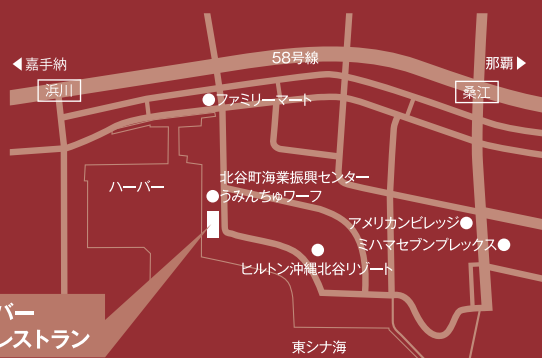 58号線
◀嘉手納
那覇▶
浜川
桑江
ファミリーマート
北谷町海業振興センター
うみんちゅワーフ
ハーバー
アメリカンビレッジ
ミハマセブンプレックス
ヒルトン沖縄北谷リゾート
バー
レストラン
東シナ海